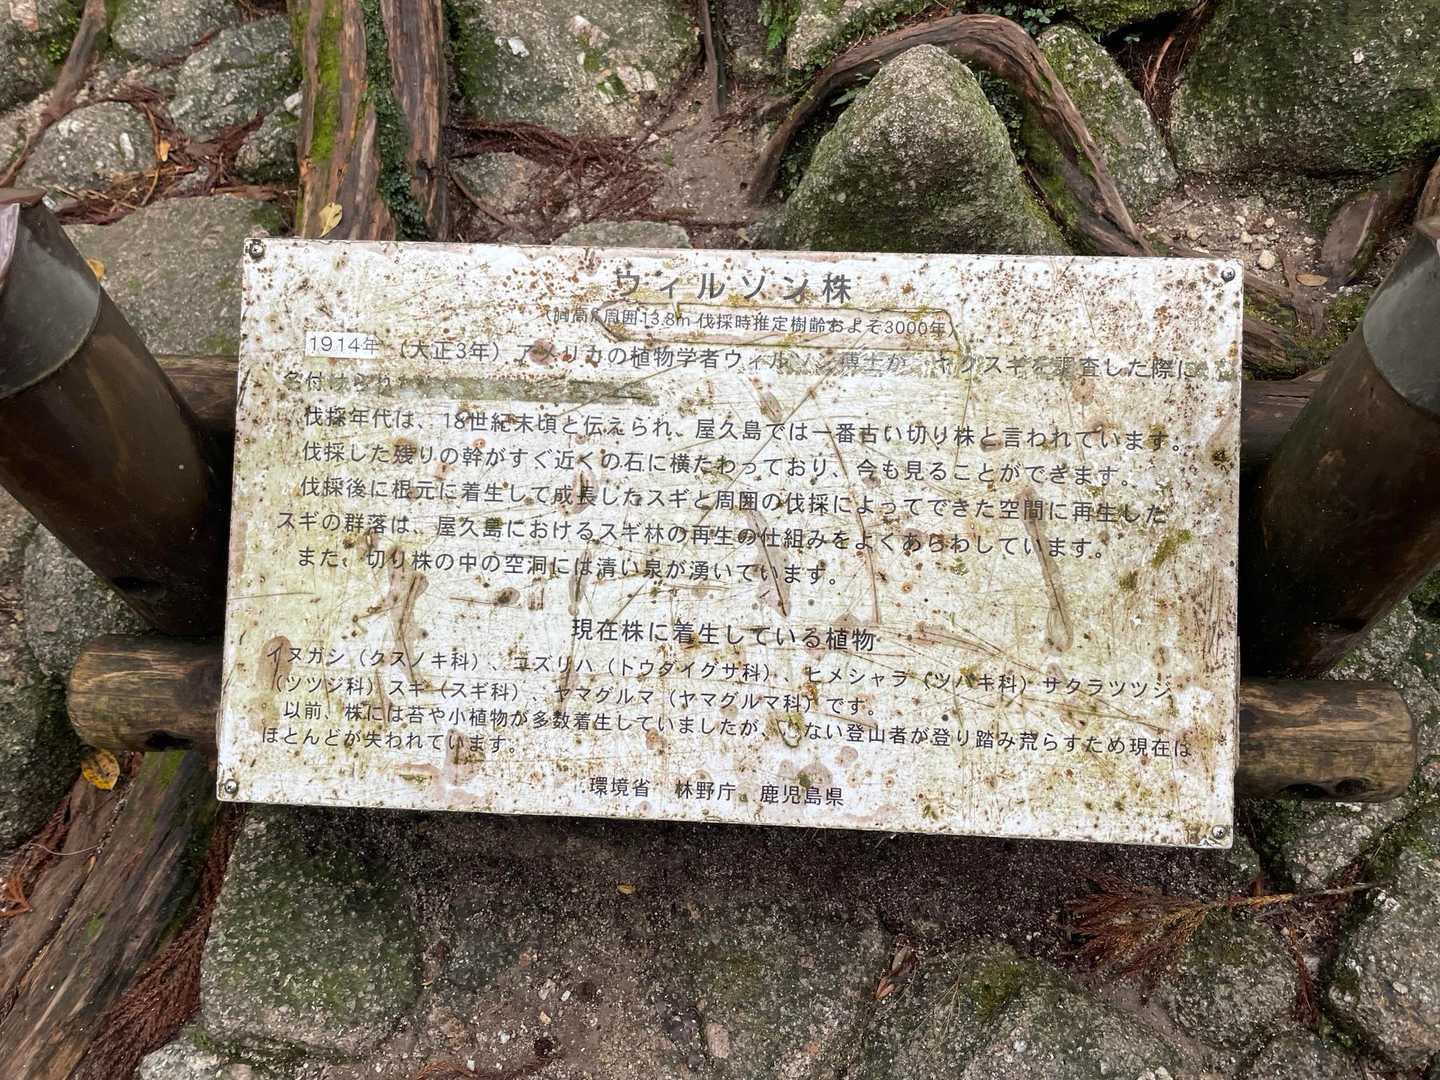 ウィルソン株
(胸高周囲 13.8m 伐採時推定樹齢およそ3000年)
1914年（大正3年）アメリカの植物学者ウィルソン博士が ヤクスギを調査した際に
名付けられ
伐採年代は、18世紀末頃と伝えられ、屋久島では一番古い切り株と言われています。
伐採した残りの幹がすぐ近くの石に横たわっており、今も見ることができます。
伐採後に根元に着生して成長したスギと周囲の伐採によってできた空間に再生した
スギの群落は、屋久島におけるスギ林の再生の仕組みをよくあらわしています。
また、切り株の中の空洞には清い泉が湧いています。
現在株に着生している植物
イヌガシ（クスノキ科）、ユズリハ（トウダイグサ科）、ヒメシャラ（ツバキ科）サクラツツジ
（ツツジ科）スギ（スギ科）、ヤマグルマ（ヤマグルマ科）です。
以前、株には苔や小植物が多数着生していましたが、ない登山者が登り踏み荒らすため現在は
ほとんどが失われています。
環境省　林野庁　鹿児島県